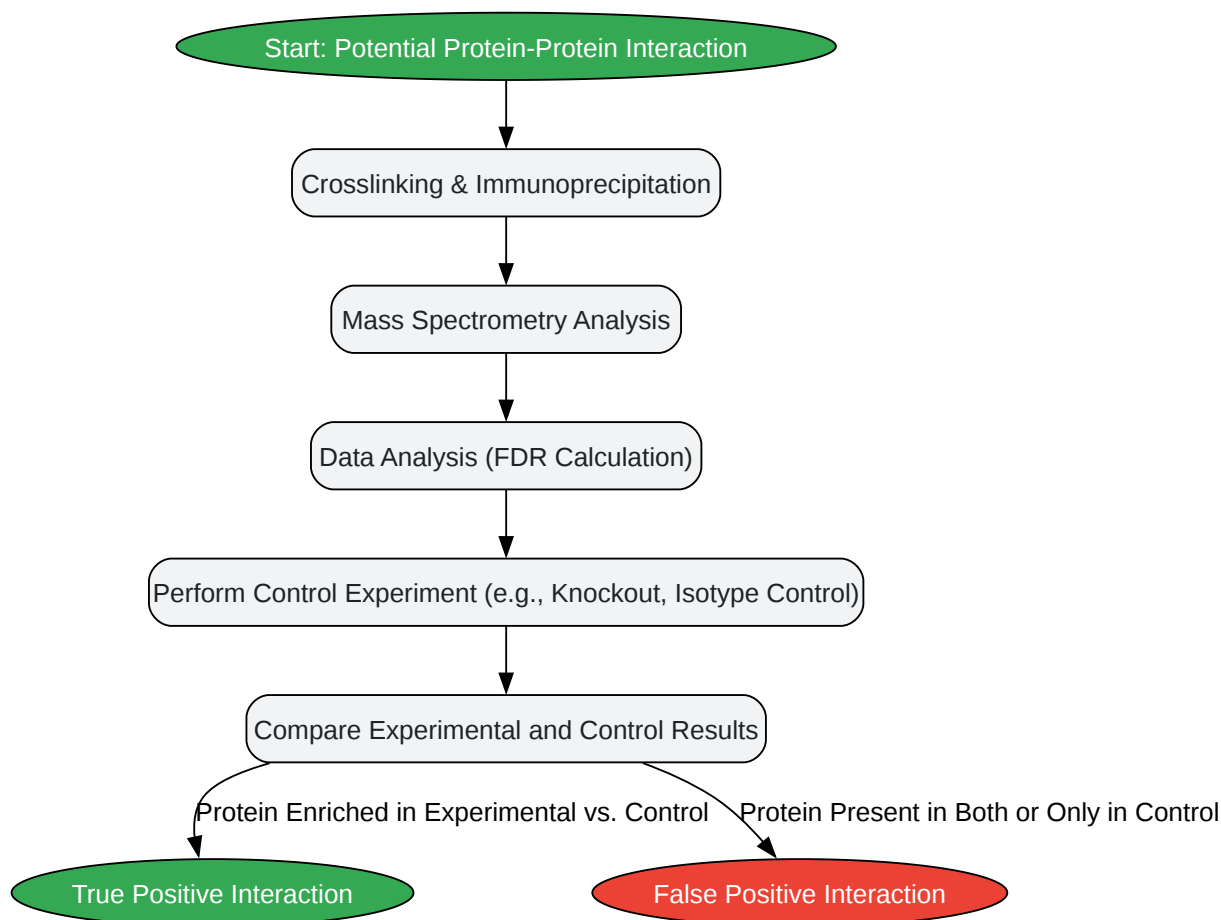 Start: Potential Protein-Protein Interaction
Crosslinking & Immunoprecipitation
Mass Spectrometry Analysis
Data Analysis (FDR Calculation)
Perform Control Experiment (e.g., Knockout, Isotype Control)
Compare Experimental and Control Results
Protein Enriched in Experimental vs. Control
Protein Present in Both or Only in Control
True Positive Interaction
False Positive Interaction